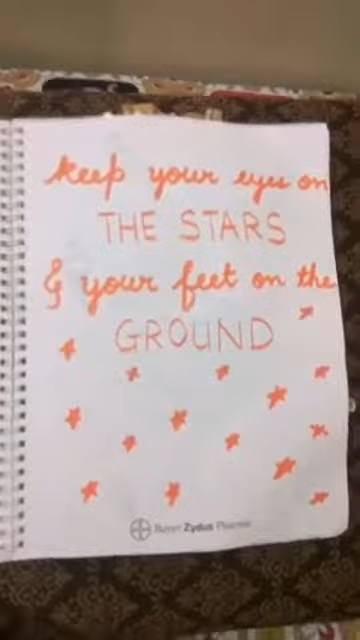 keep your eyes on
THE STARS
& your feet on the
GROUND
Bayer Zydus Pharma